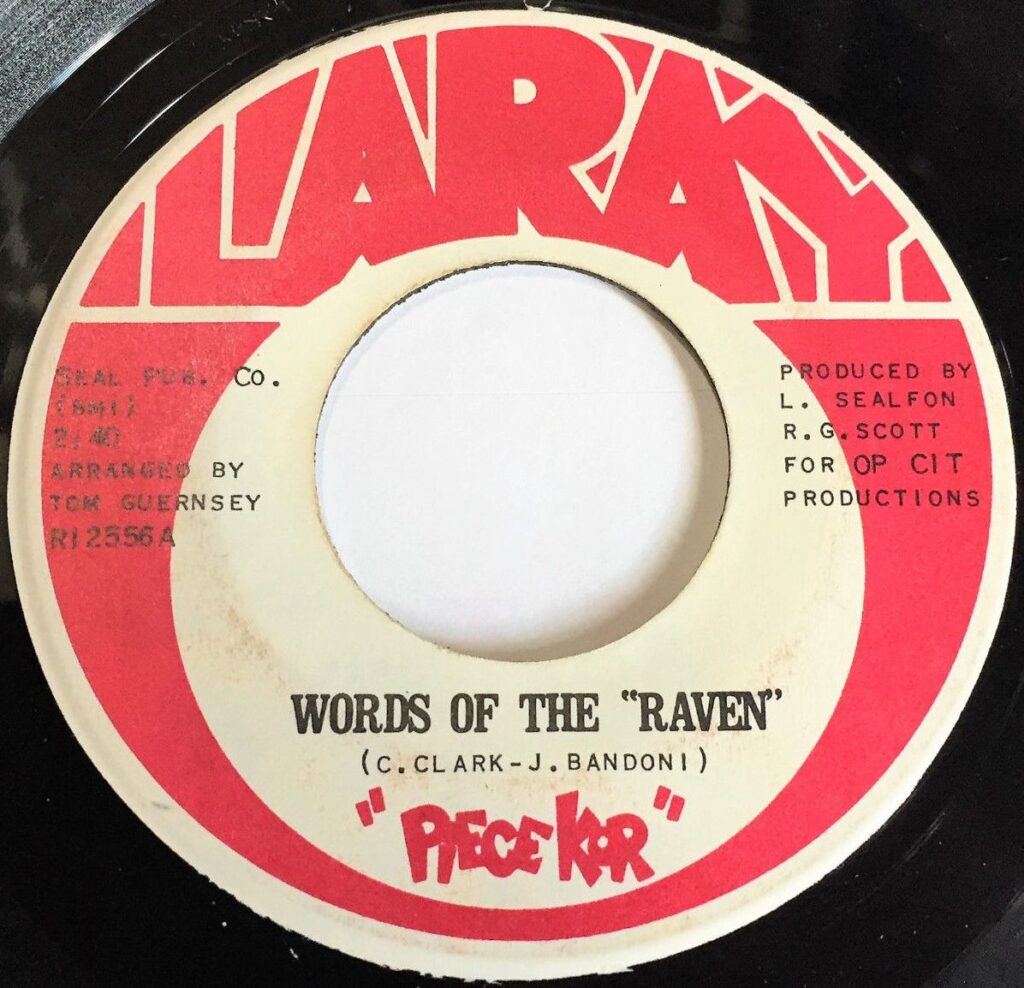 LARAY
SEAL PUB. Co.
(BMI)
2:40
ARRANGED BY
TOM GUERNSEY
RI2556A
PRODUCED BY
L. SEALFON
R.G.SCOTT
FOR OP CIT
PRODUCTIONS
WORDS OF THE "RAVEN"
(C.CLARK-J.BANDONI)
"PIECE KOR"